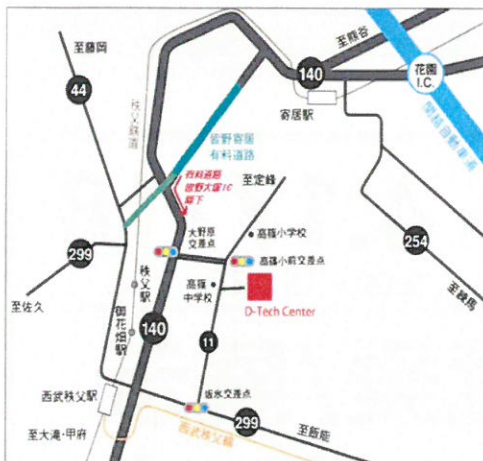 至藤岡
至熊谷
44
140
花園
I.C.
秩父鉄道
寄居駅
関越自動車道
皆野寄居
有料道路
有料道路
皆野大塚IC
降下
至定峰
大野原
交差点
高篠小学校
254
299
高篠小前交差点
至佐久
秩父駅
高篠
中学校
至練馬
D-Tech Center
御花畑駅
140
11
西武秩父駅
坂氷交差点
299
至大滝・甲府
西武秩父線
至飯能